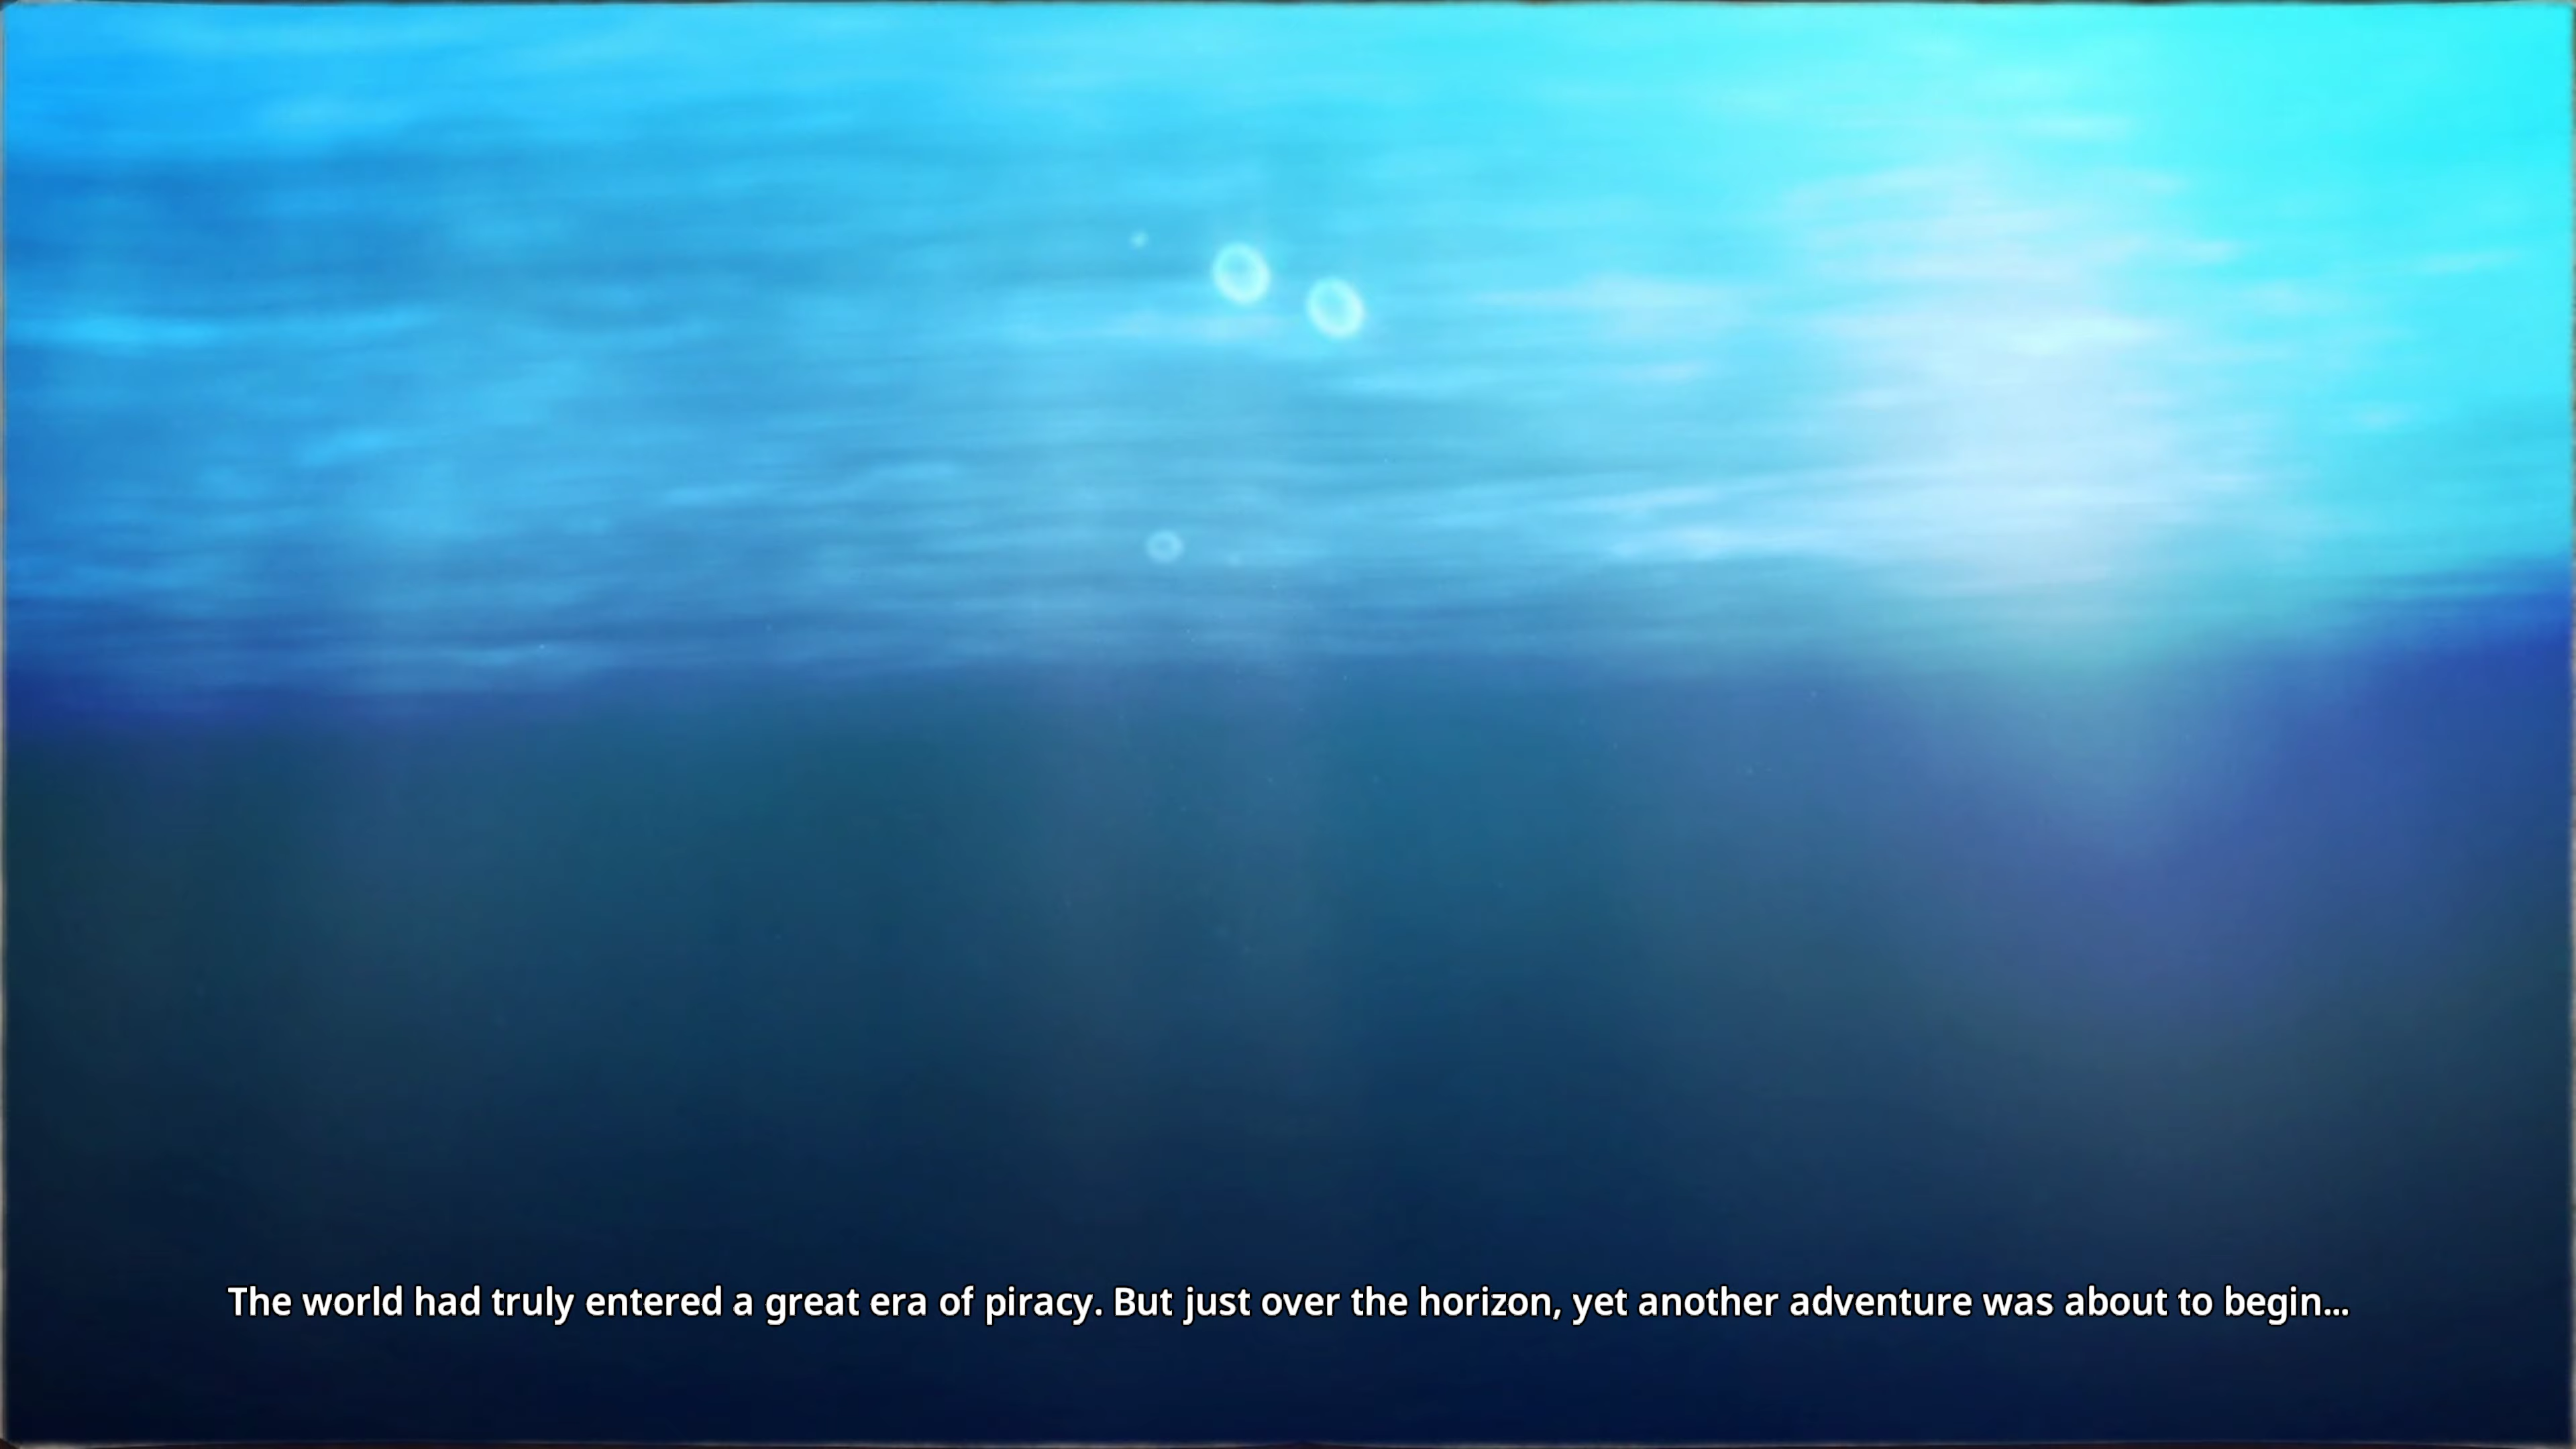 The world had truly entered a great era of piracy. But just over the horizon, yet another adventure was about to begin...